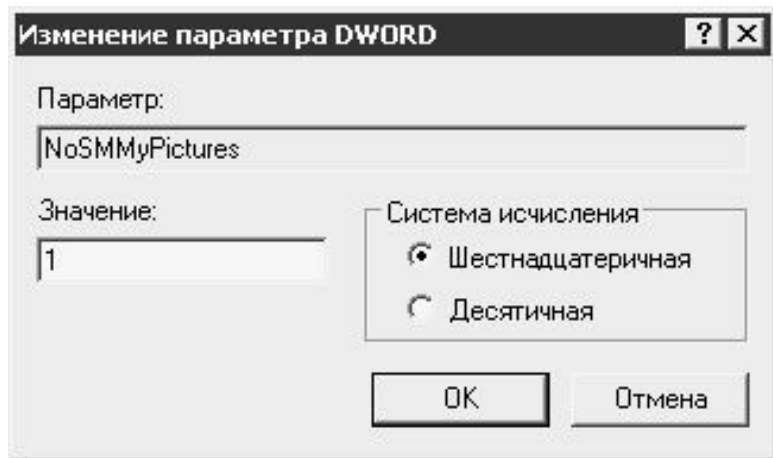 Изменение параметра DWORD
Параметр:
NoSMMyPictures
Значение:
1
Система исчисления
Шестнадцатеричная
Десятичная
OK
Отмена